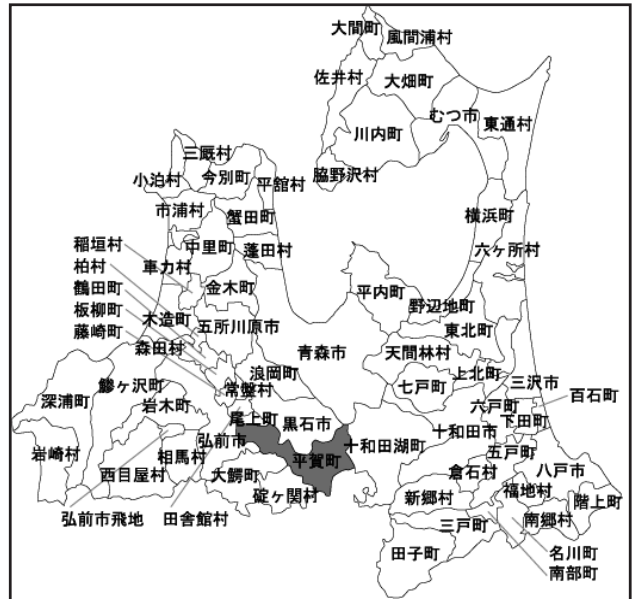 大間町
風間浦村
佐井村
大畑町
むつ市
東通村
川内町
脇野沢村
三厩村
小泊村
今別町
平舘村
市浦村
蟹田町
横浜町
稲垣村
中里町
蓬田村
六ヶ所村
柏村
車力村
鶴田町
金木町
平内町
野辺地町
板柳町
木造町
五所川原市
東北町
藤崎町
森田村
青森市
天間林村
浪岡町
上北町
三沢市
深浦町
鰺ヶ沢町
常盤村
七戸町
百石町
岩木町
六戸町
下田町
尾上町
黒石市
十和田湖町
十和田市
岩崎村
弘前市
五戸町
相馬村
平賀町
八戸市
西目屋村
大鰐町
倉石村
碇ヶ関村
新郷村
福地村
階上町
弘前市飛地
田舎館村
三戸町
南郷村
田子町
名川町
南部町